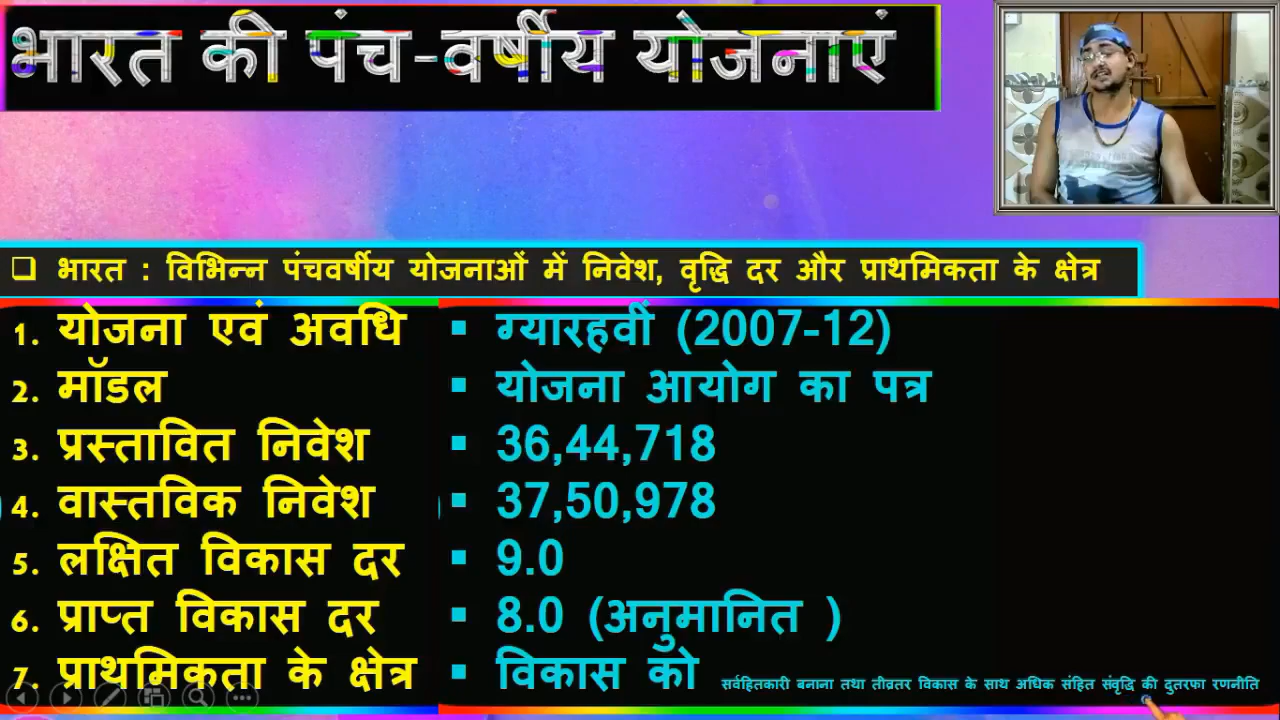 भारत की पंच-वर्षीय योजनाएं
भारत : विभिन्न पंचवर्षीय योजनाओं में निवेश, वृद्धि दर और प्राथमिकता के क्षेत्र
1. योजना एवं अवधि ▪ ग्यारहवीं (2007-12)
2. मॉडल ▪ योजना आयोग का पत्र
3. प्रस्तावित निवेश ▪ 36,44,718
4. वास्तविक निवेश ▪ 37,50,978
5. लक्षित विकास दर ▪ 9.0
6. प्राप्त विकास दर ▪ 8.0 (अनुमानित )
7. प्राथमिकता के क्षेत्र ▪ विकास को सर्वहितकारी बनाना तथा तीव्रतर विकास के साथ अधिक संहित संवृद्धि की दुतरफा रणनीति